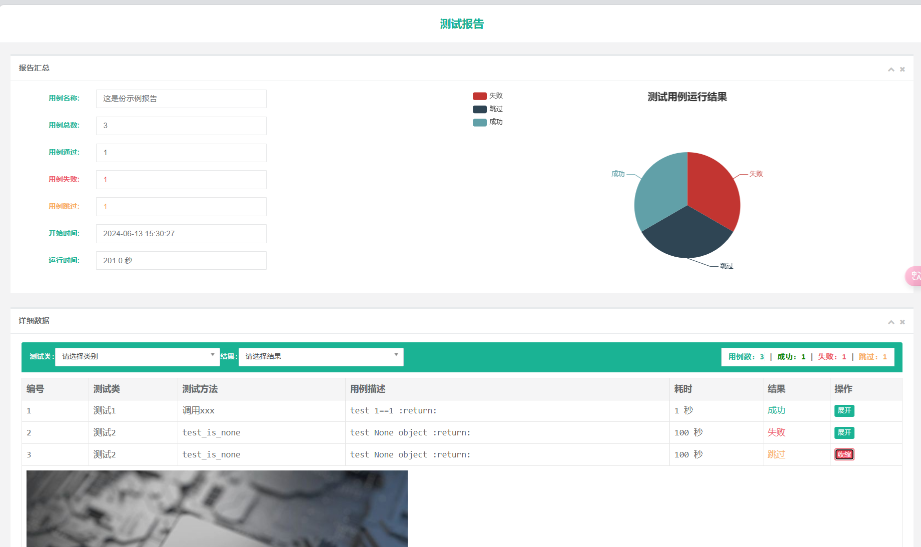 测试报告
报告汇总
用例名称: 这是份示例报告
用例总数: 3
用例通过: 1
用例失败: 1
用例跳过: 1
开始时间: 2024-06-13 15:30:27
运行时间: 201.0 秒
失败
跳过
成功
测试用例运行结果
成功
失败
跳过
详细数据
测试类: 请选择类别 结果: 请选择结果 用例数: 3 | 成功: 1 | 失败: 1 | 跳过: 1
编号 测试类 测试方法 用例描述 耗时 结果 操作
1 测试1 调用xxx test 1==1 :return: 1 秒 成功 展开
2 测试2 test_is_none test None object :return: 100 秒 失败 展开
3 测试2 test_is_none test None object :return: 100 秒 跳过 收缩